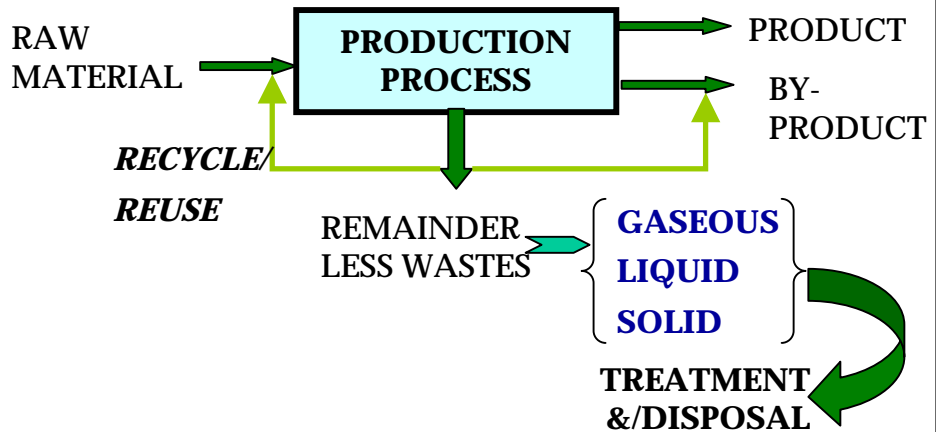 RAW
MATERIAL
PRODUCTION
PROCESS
PRODUCT
BY-
PRODUCT
RECYCLE/
REUSE
REMAINDER
LESS WASTES
GASEOUS
LIQUID
SOLID
TREATMENT
&/DISPOSAL